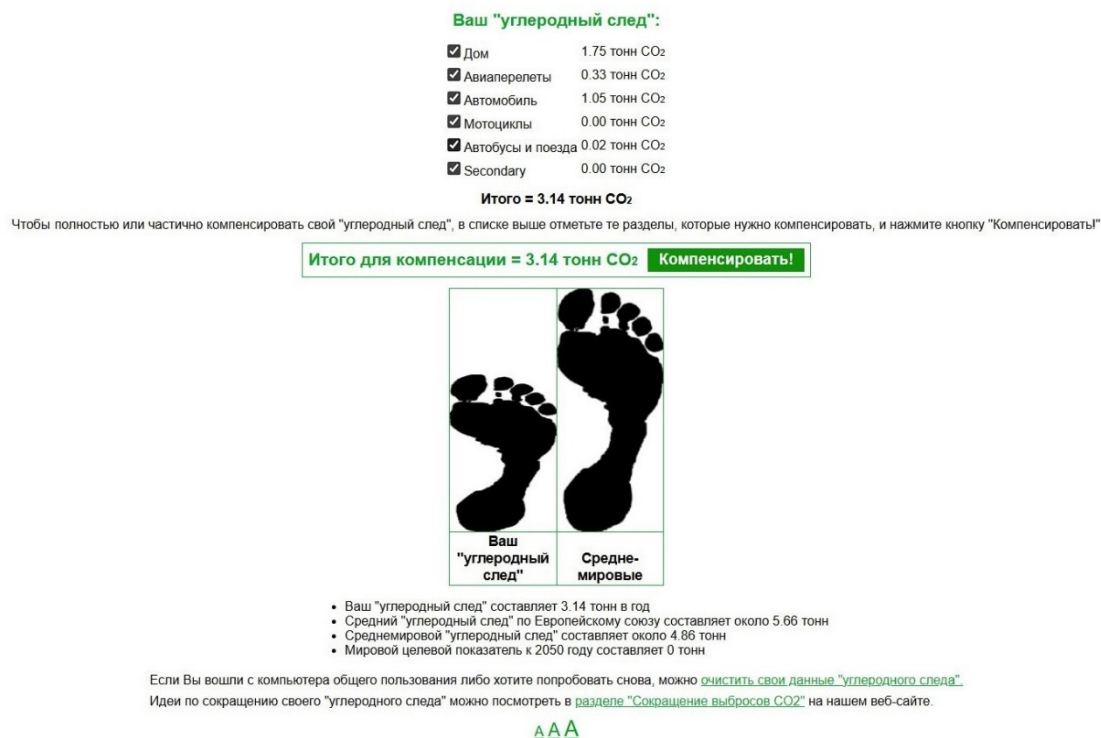 Ваш "углеродный след":
Дом 1.75 тонн CO2
Авиаперелеты 0.33 тонн CO2
Автомобиль 1.05 тонн CO2
Мотоциклы 0.00 тонн CO2
Автобусы и поезда 0.02 тонн CO2
Secondary 0.00 тонн CO2
Итого = 3.14 тонн CO2
Чтобы полностью или частично компенсировать свой "углеродный след", в списке выше отметьте те разделы, которые нужно компенсировать, и нажмите кнопку "Компенсировать!"
Итого для компенсации = 3.14 тонн CO2 Компенсировать!
Ваш
"углеродный
след"
Средне-
мировые
• Ваш "углеродный след" составляет 3.14 тонн в год
• Средний "углеродный след" по Европейскому союзу составляет около 5.66 тонн
• Среднемировой "углеродный след" составляет около 4.86 тонн
• Мировой целевой показатель к 2050 году составляет 0 тонн
Если Вы вошли с компьютера общего пользования либо хотите попробовать снова, можно очистить свои данные "углеродного следа".
Идеи по сокращению своего "углеродного следа" можно посмотреть в разделе "Сокращение выбросов CO2" на нашем веб-сайте.
A A A